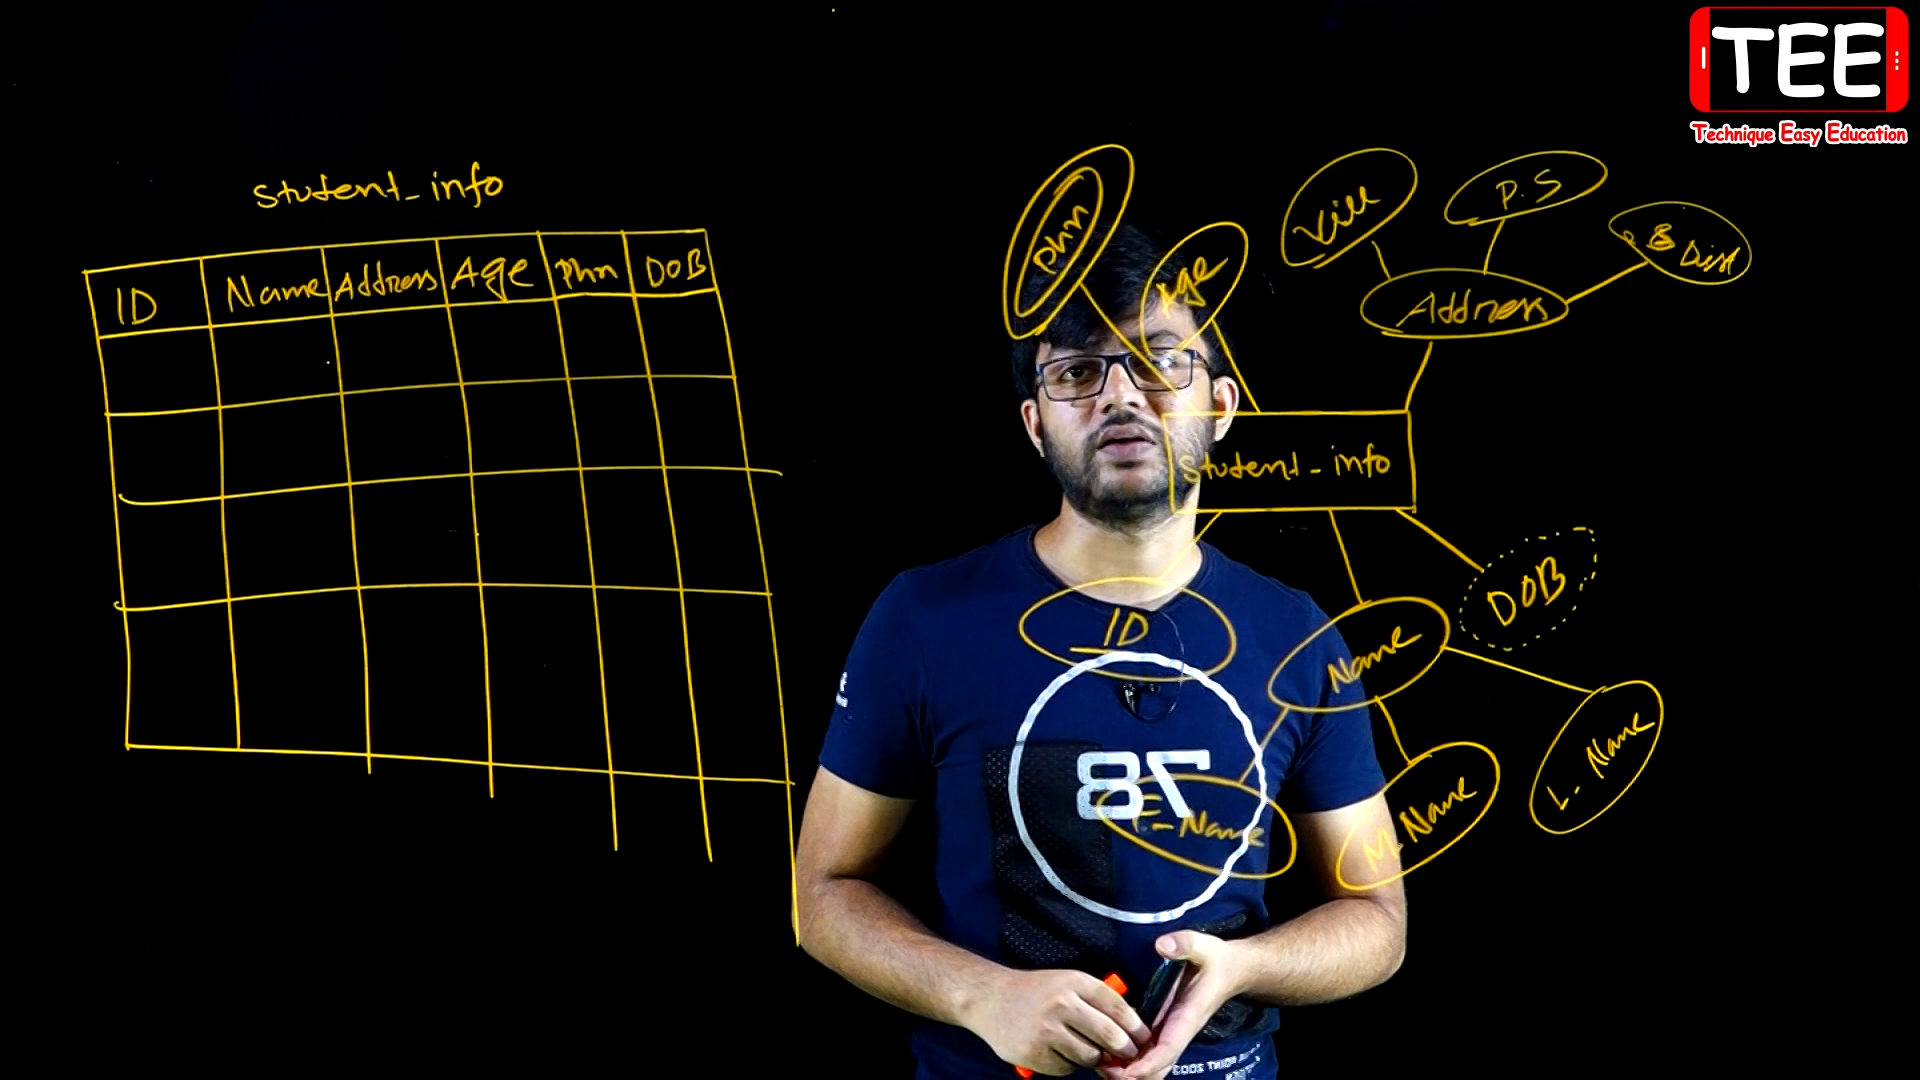 TEE
Technique Easy Education
student_info
ID Name Address Age Phn DOB
Phn
Age
Vill
P.S
Dist
Address
student_info
DOB
ID
Name
F_Name
M.Name
L.Name
78